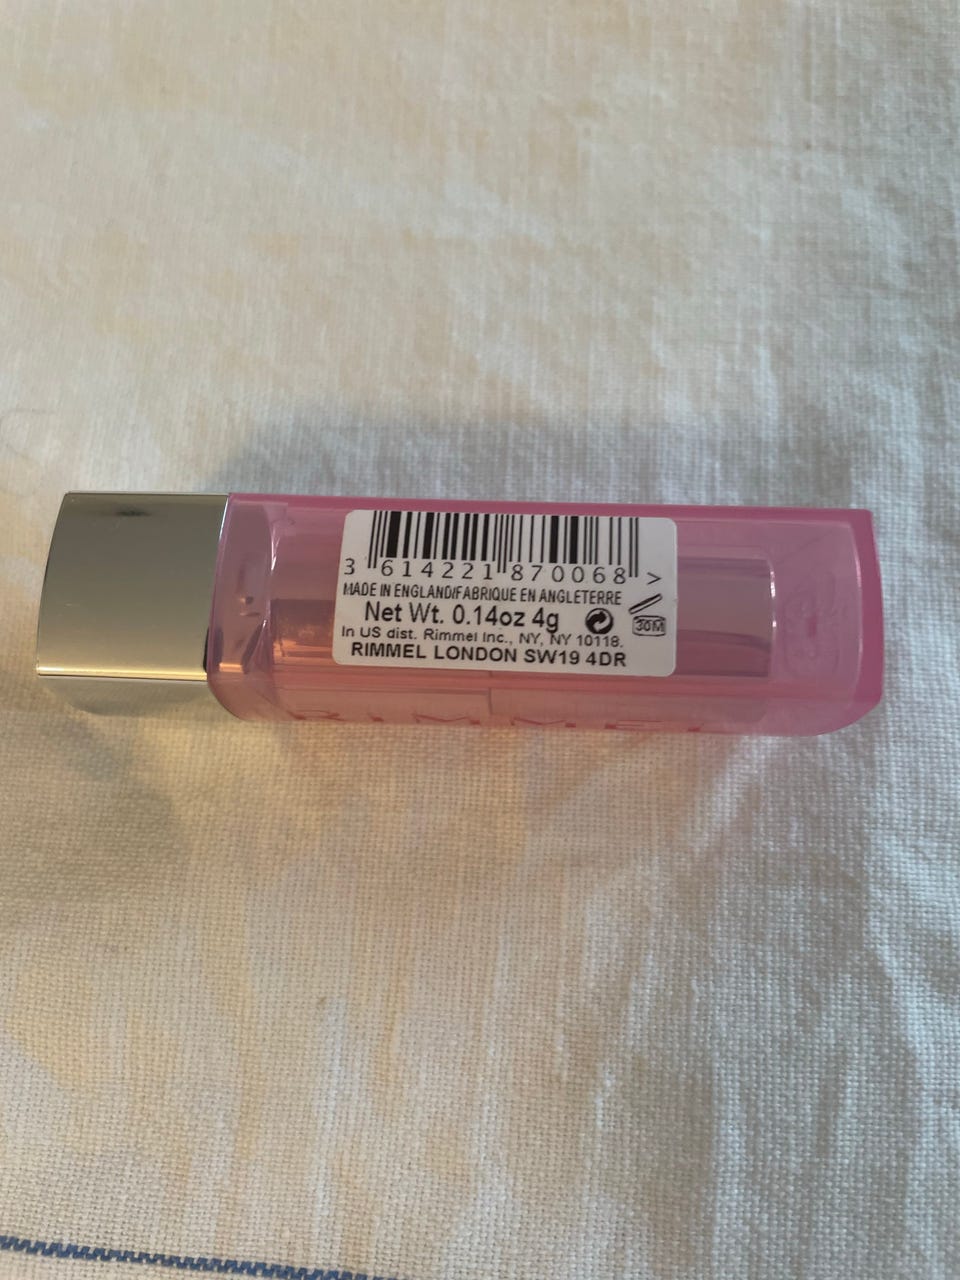 3 614221 870068 >
MADE IN ENGLAND/FABRIQUE EN ANGLETERRE
Net Wt. 0.14oz 4g
30M
In US dist. Rimmel Inc., NY, NY 10118.
RIMMEL LONDON SW19 4DR
RIMMEL